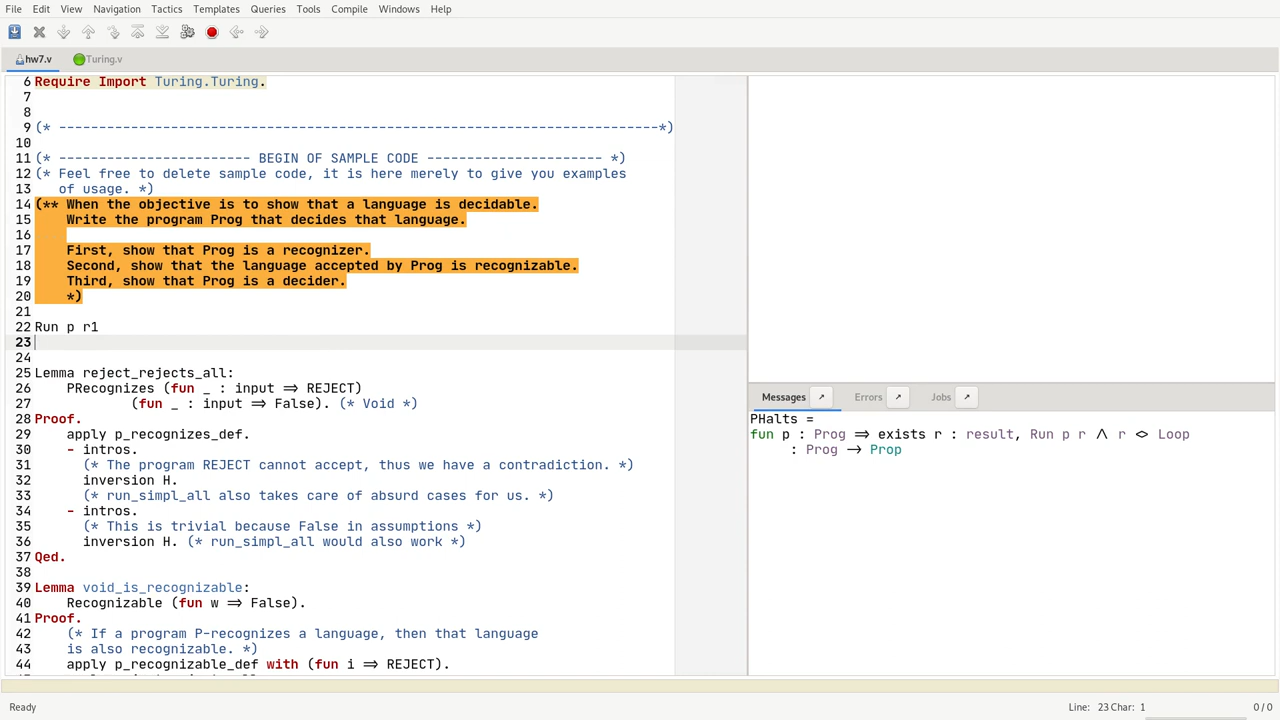 File Edit View Navigation Tactics Templates Queries Tools Compile Windows Help
hw7.v Turing.v
6 Require Import Turing.Turing.
7
8
9 (* ---------------------------------------------------------------------------*)
10
11 (* ------------------------ BEGIN OF SAMPLE CODE ---------------------- *)
12 (* Feel free to delete sample code, it is here merely to give you examples
13    of usage. *)
14 (** When the objective is to show that a language is decidable.
15     Write the program Prog that decides that language.
16
17     First, show that Prog is a recognizer.
18     Second, show that the language accepted by Prog is recognizable.
19     Third, show that Prog is a decider.
20     *)
21
22 Run p r1
23
24
25 Lemma reject_rejects_all:
26     PRecognizes (fun _ : input ⇒ REJECT)
27             (fun _ : input ⇒ False). (* Void *)
28 Proof.
29     apply p_recognizes_def.
30     - intros.
31       (* The program REJECT cannot accept, thus we have a contradiction. *)
32       inversion H.
33       (* run_simpl_all also takes care of absurd cases for us. *)
34     - intros.
35       (* This is trivial because False in assumptions *)
36       inversion H. (* run_simpl_all would also work *)
37 Qed.
38
39 Lemma void_is_recognizable:
40     Recognizable (fun w ⇒ False).
41 Proof.
42     (* If a program P-recognizes a language, then that language
43     is also recognizable. *)
44     apply p_recognizable_def with (fun i ⇒ REJECT).
Messages Errors Jobs
PHalts =
fun p : Prog ⇒ exists r : result, Run p r /\ r <> Loop
     : Prog → Prop
Ready Line: 23 Char: 1 0 / 0